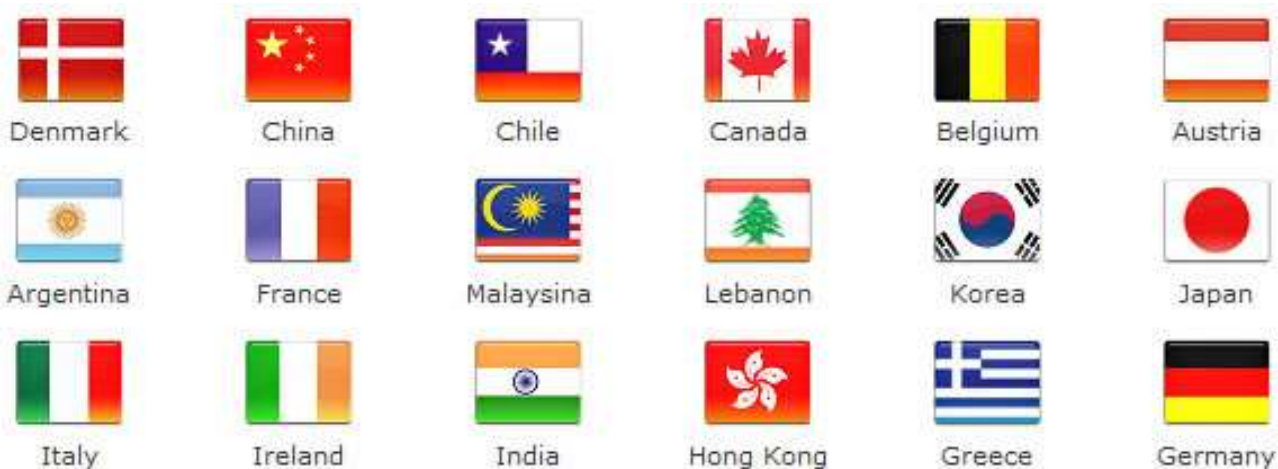 Denmark China Chile Canada Belgium Austria
Argentina France Malaysina Lebanon Korea Japan
Italy Ireland India Hong Kong Greece Germany